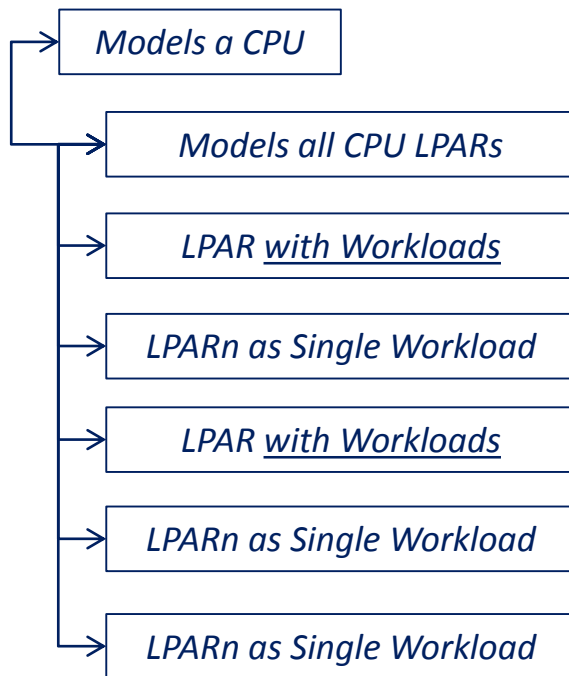 Models a CPU
Models all CPU LPARs
LPAR with Workloads
LPARn as Single Workload
LPAR with Workloads
LPARn as Single Workload
LPARn as Single Workload